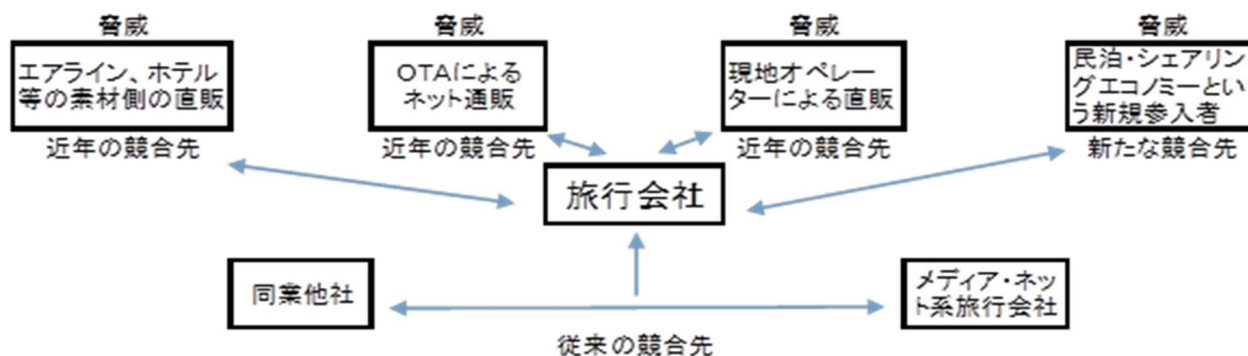 脅威
脅威
脅威
脅威
エアライン、ホテル
等の素材側の直販
OTAによる
ネット通販
現地オペレー
ターによる直販
民泊・シェアリン
グエコノミーとい
う新規参入者
近年の競合先
近年の競合先
近年の競合先
新たな競合先
旅行会社
同業他社
メディア・ネッ
ト系旅行会社
従来の競合先